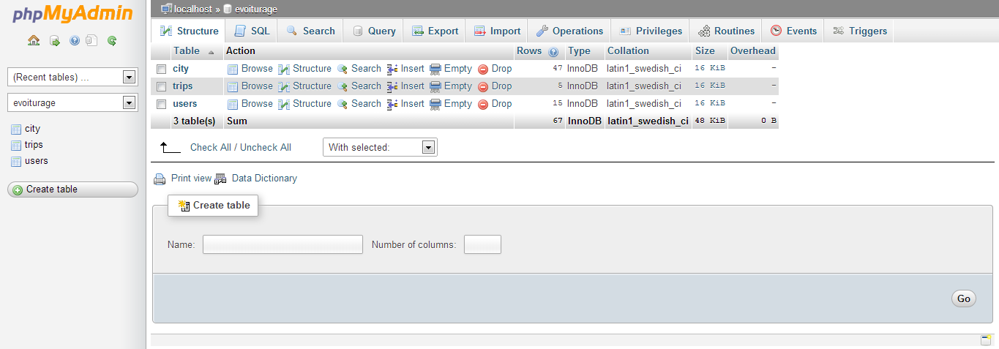 phpMyAdmin
(Recent tables) ...
evoiturage
city
trips
users
Create table
localhost » evoiturage
Structure SQL Search Query Export Import Operations Privileges Routines Events Triggers
Table Action Rows Type Collation Size Overhead
city Browse Structure Search Insert Empty Drop 47 InnoDB latin1_swedish_ci 16 KiB -
trips Browse Structure Search Insert Empty Drop 5 InnoDB latin1_swedish_ci 16 KiB -
users Browse Structure Search Insert Empty Drop 15 InnoDB latin1_swedish_ci 16 KiB -
3 table(s) Sum 67 InnoDB latin1_swedish_ci 48 KiB 0 B
Check All / Uncheck All With selected:
Print view Data Dictionary
Create table
Name: Number of columns:
Go